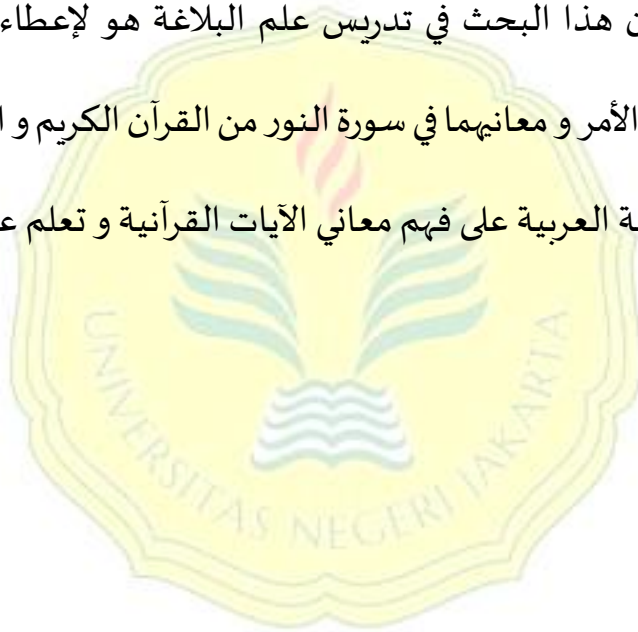 هذا البحث في تدريس علم البلاغة هو لإعطاء
الأمر و معانيهما في سورة النور من القرآن الكريم و
العربية على فهم معاني الآيات القرآنية و تعلم
UNIVERSITAS NEGERI JAKARTA